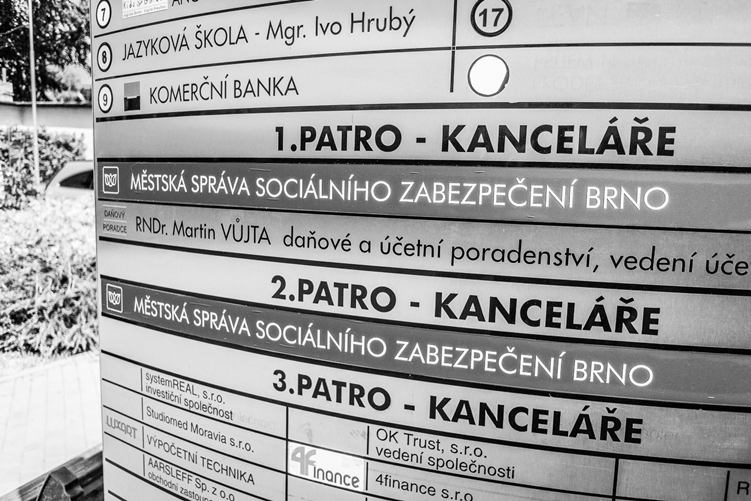 7
8 JAZYKOVÁ ŠKOLA - Mgr. Ivo Hrubý
17
9 KOMERČNÍ BANKA
1.PATRO - KANCELÁŘE
MĚSTSKÁ SPRÁVA SOCIÁLNÍHO ZABEZPEČENÍ BRNO
DAŇOVÝ
PORADCE
RNDr. Martin VŮJTA daňové a účetní poradenství, vedení úče
2.PATRO - KANCELÁŘE
MĚSTSKÁ SPRÁVA SOCIÁLNÍHO ZABEZPEČENÍ BRNO
3.PATRO - KANCELÁŘE
systemREAL, s.r.o.
investiční společnost
Studiomed Moravia s.r.o.
LUXART
VÝPOČETNÍ TECHNIKA
AARSLEFF Sp. z o.o
obchodní zastoupe
4finance
OK Trust, s.r.o.
vedení společnosti
4finance s.r.o